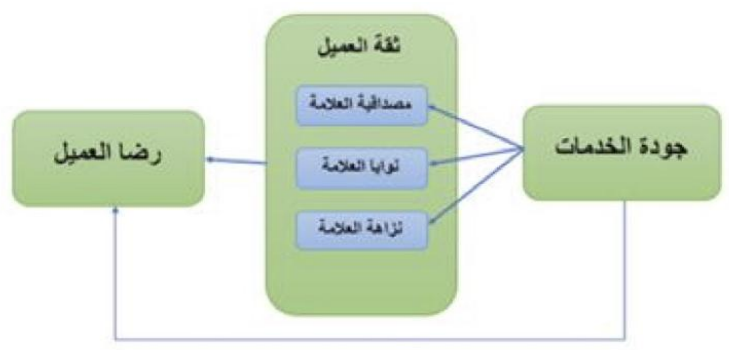 ثقة العميل
جودة الخدمات
مصداقية العلامة
نوايا العلامة
نزاهة العلامة
رضا العميل